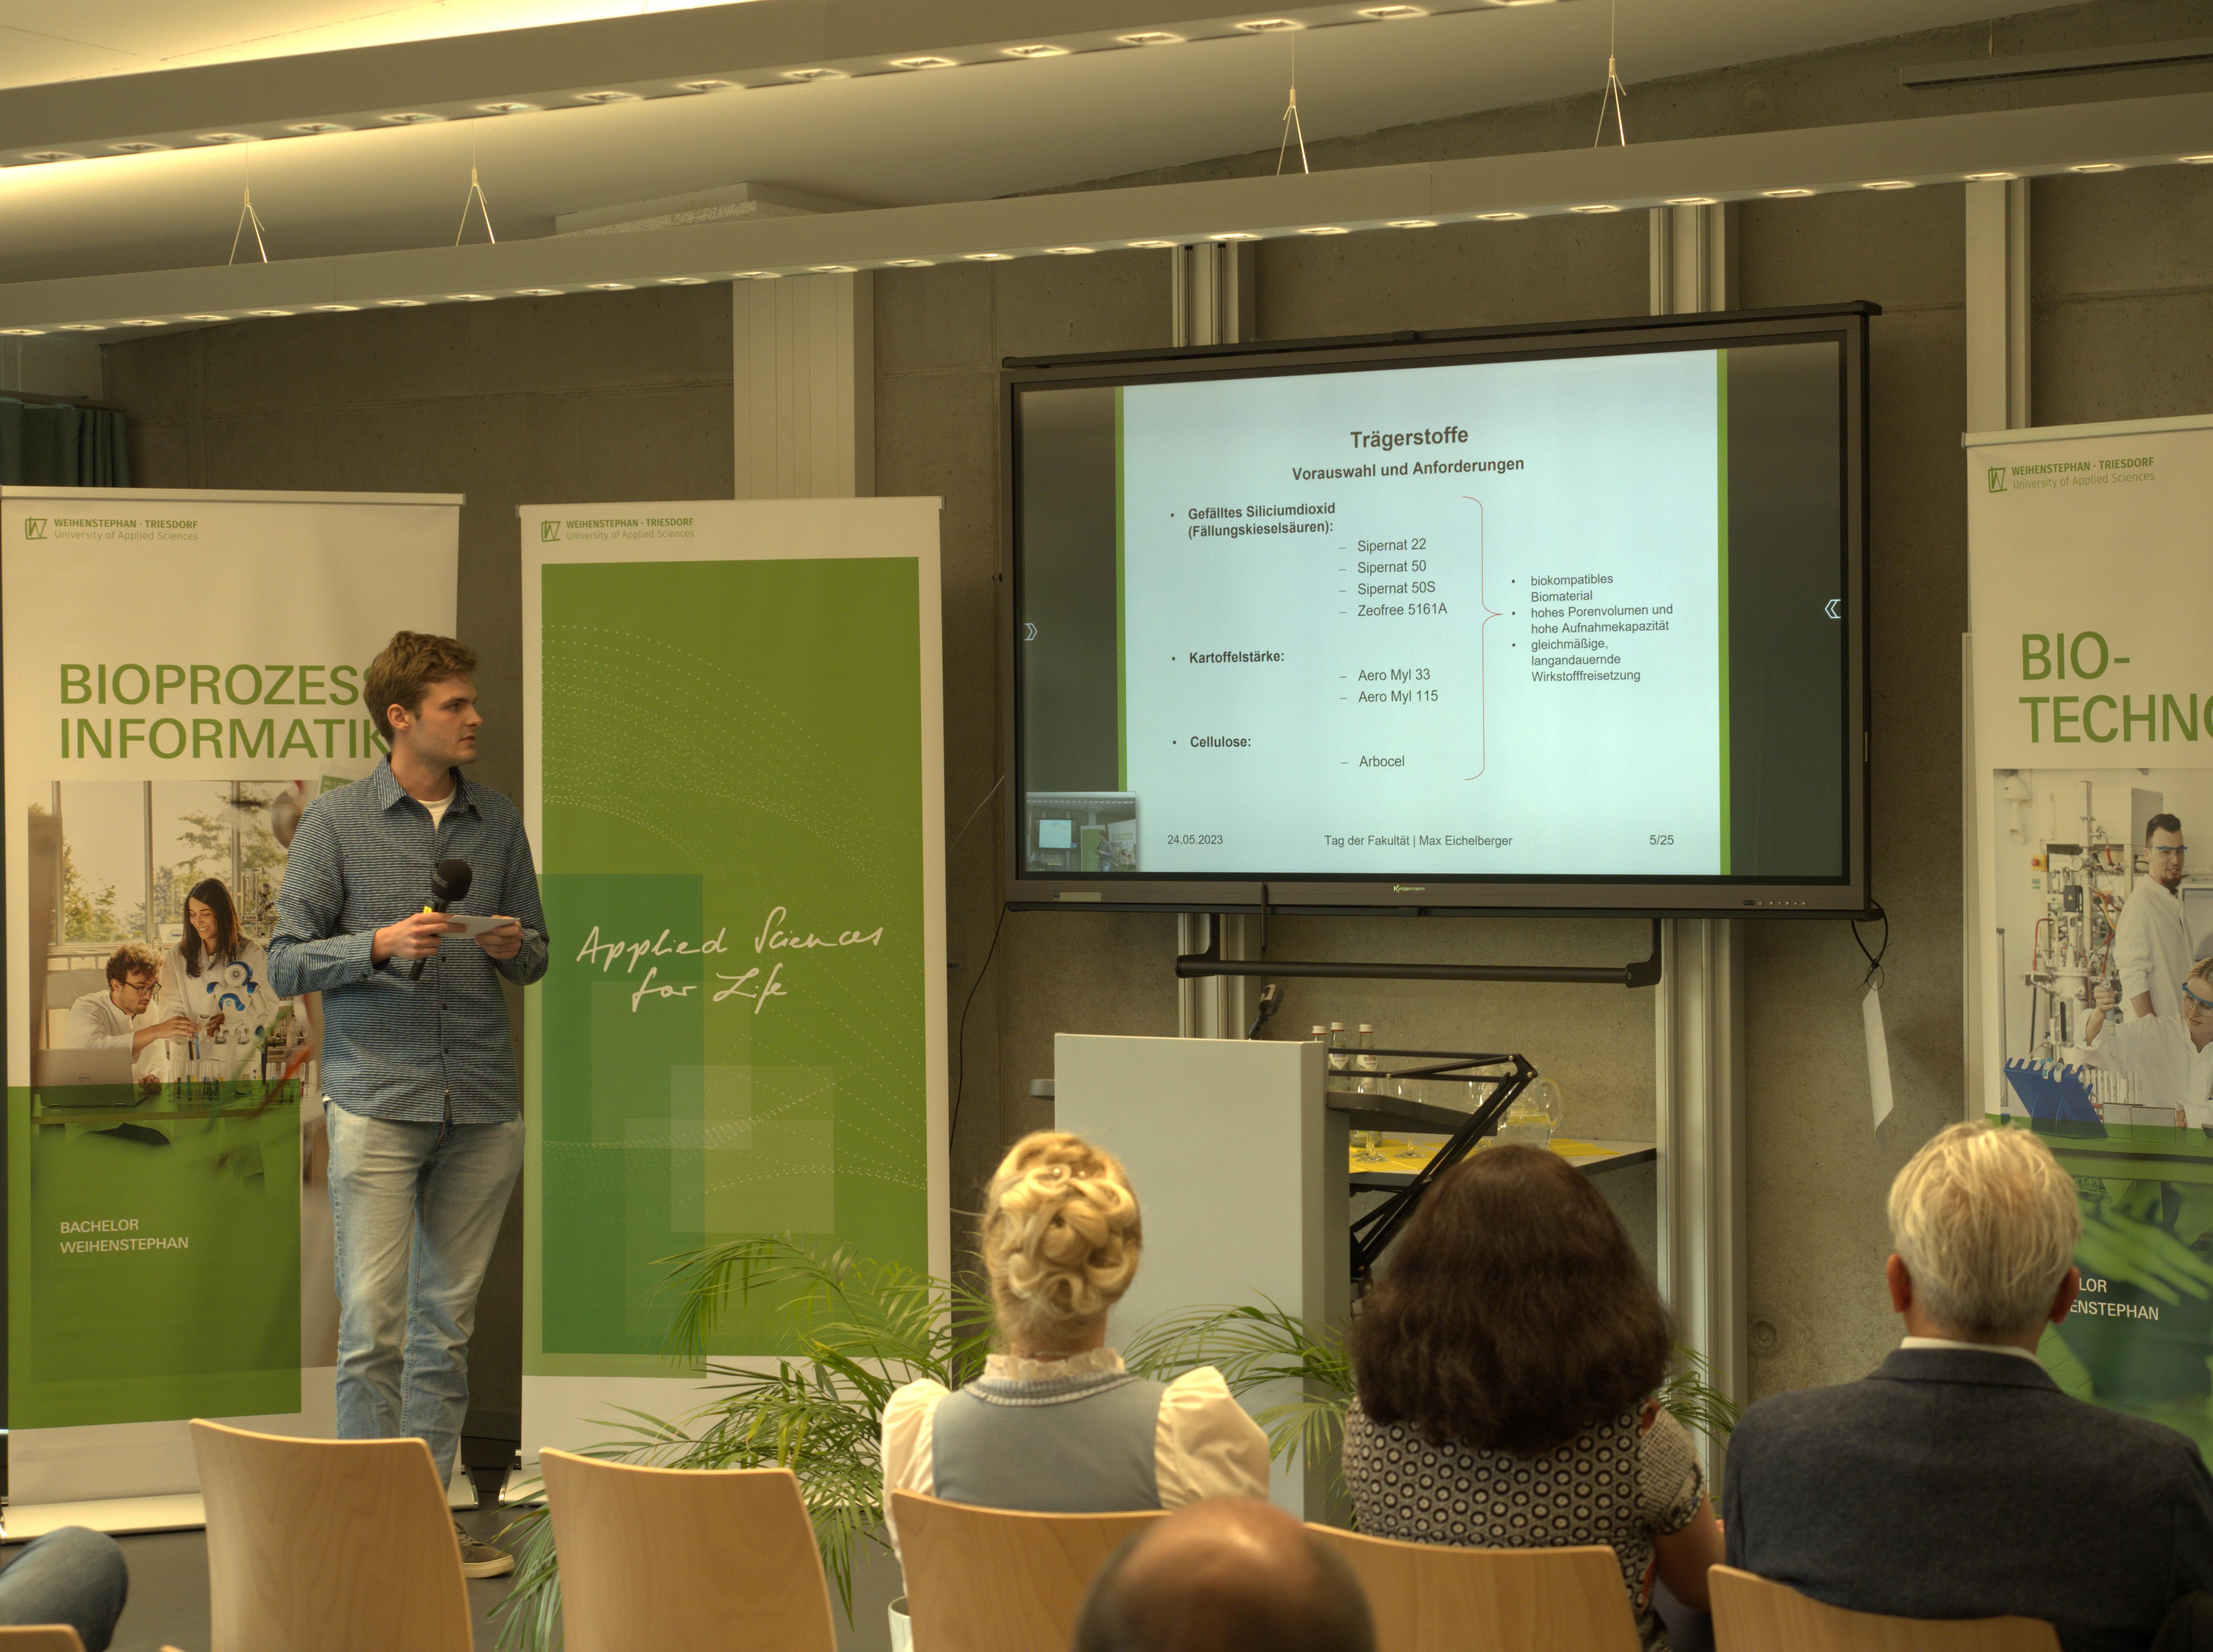 WEIHENSTEPHAN · TRIESDORF
University of Applied Sciences
BIOPROZESS
INFORMATIK
BACHELOR
WEIHENSTEPHAN
WEIHENSTEPHAN · TRIESDORF
University of Applied Sciences
Applied Sciences
for Life
Trägerstoffe
Vorauswahl und Anforderungen
• Gefälltes Siliciumdioxid
(Fällungskieselsäuren):
– Sipernat 22
– Sipernat 50
– Sipernat 50S
– Zeofree 5161A
• Kartoffelstärke:
– Aero Myl 33
– Aero Myl 115
• Cellulose:
– Arbocel
• biokompatibles
Biomaterial
• hohes Porenvolumen und
hohe Aufnahmekapazität
• gleichmäßige,
langandauernde
Wirkstofffreisetzung
24.05.2023 Tag der Fakultät | Max Eichelberger 5/25
Kindermann
WEIHENSTEPHAN · TRIESDORF
University of Applied Sciences
BIO-
TECHNO
LOR
ENSTEPHAN